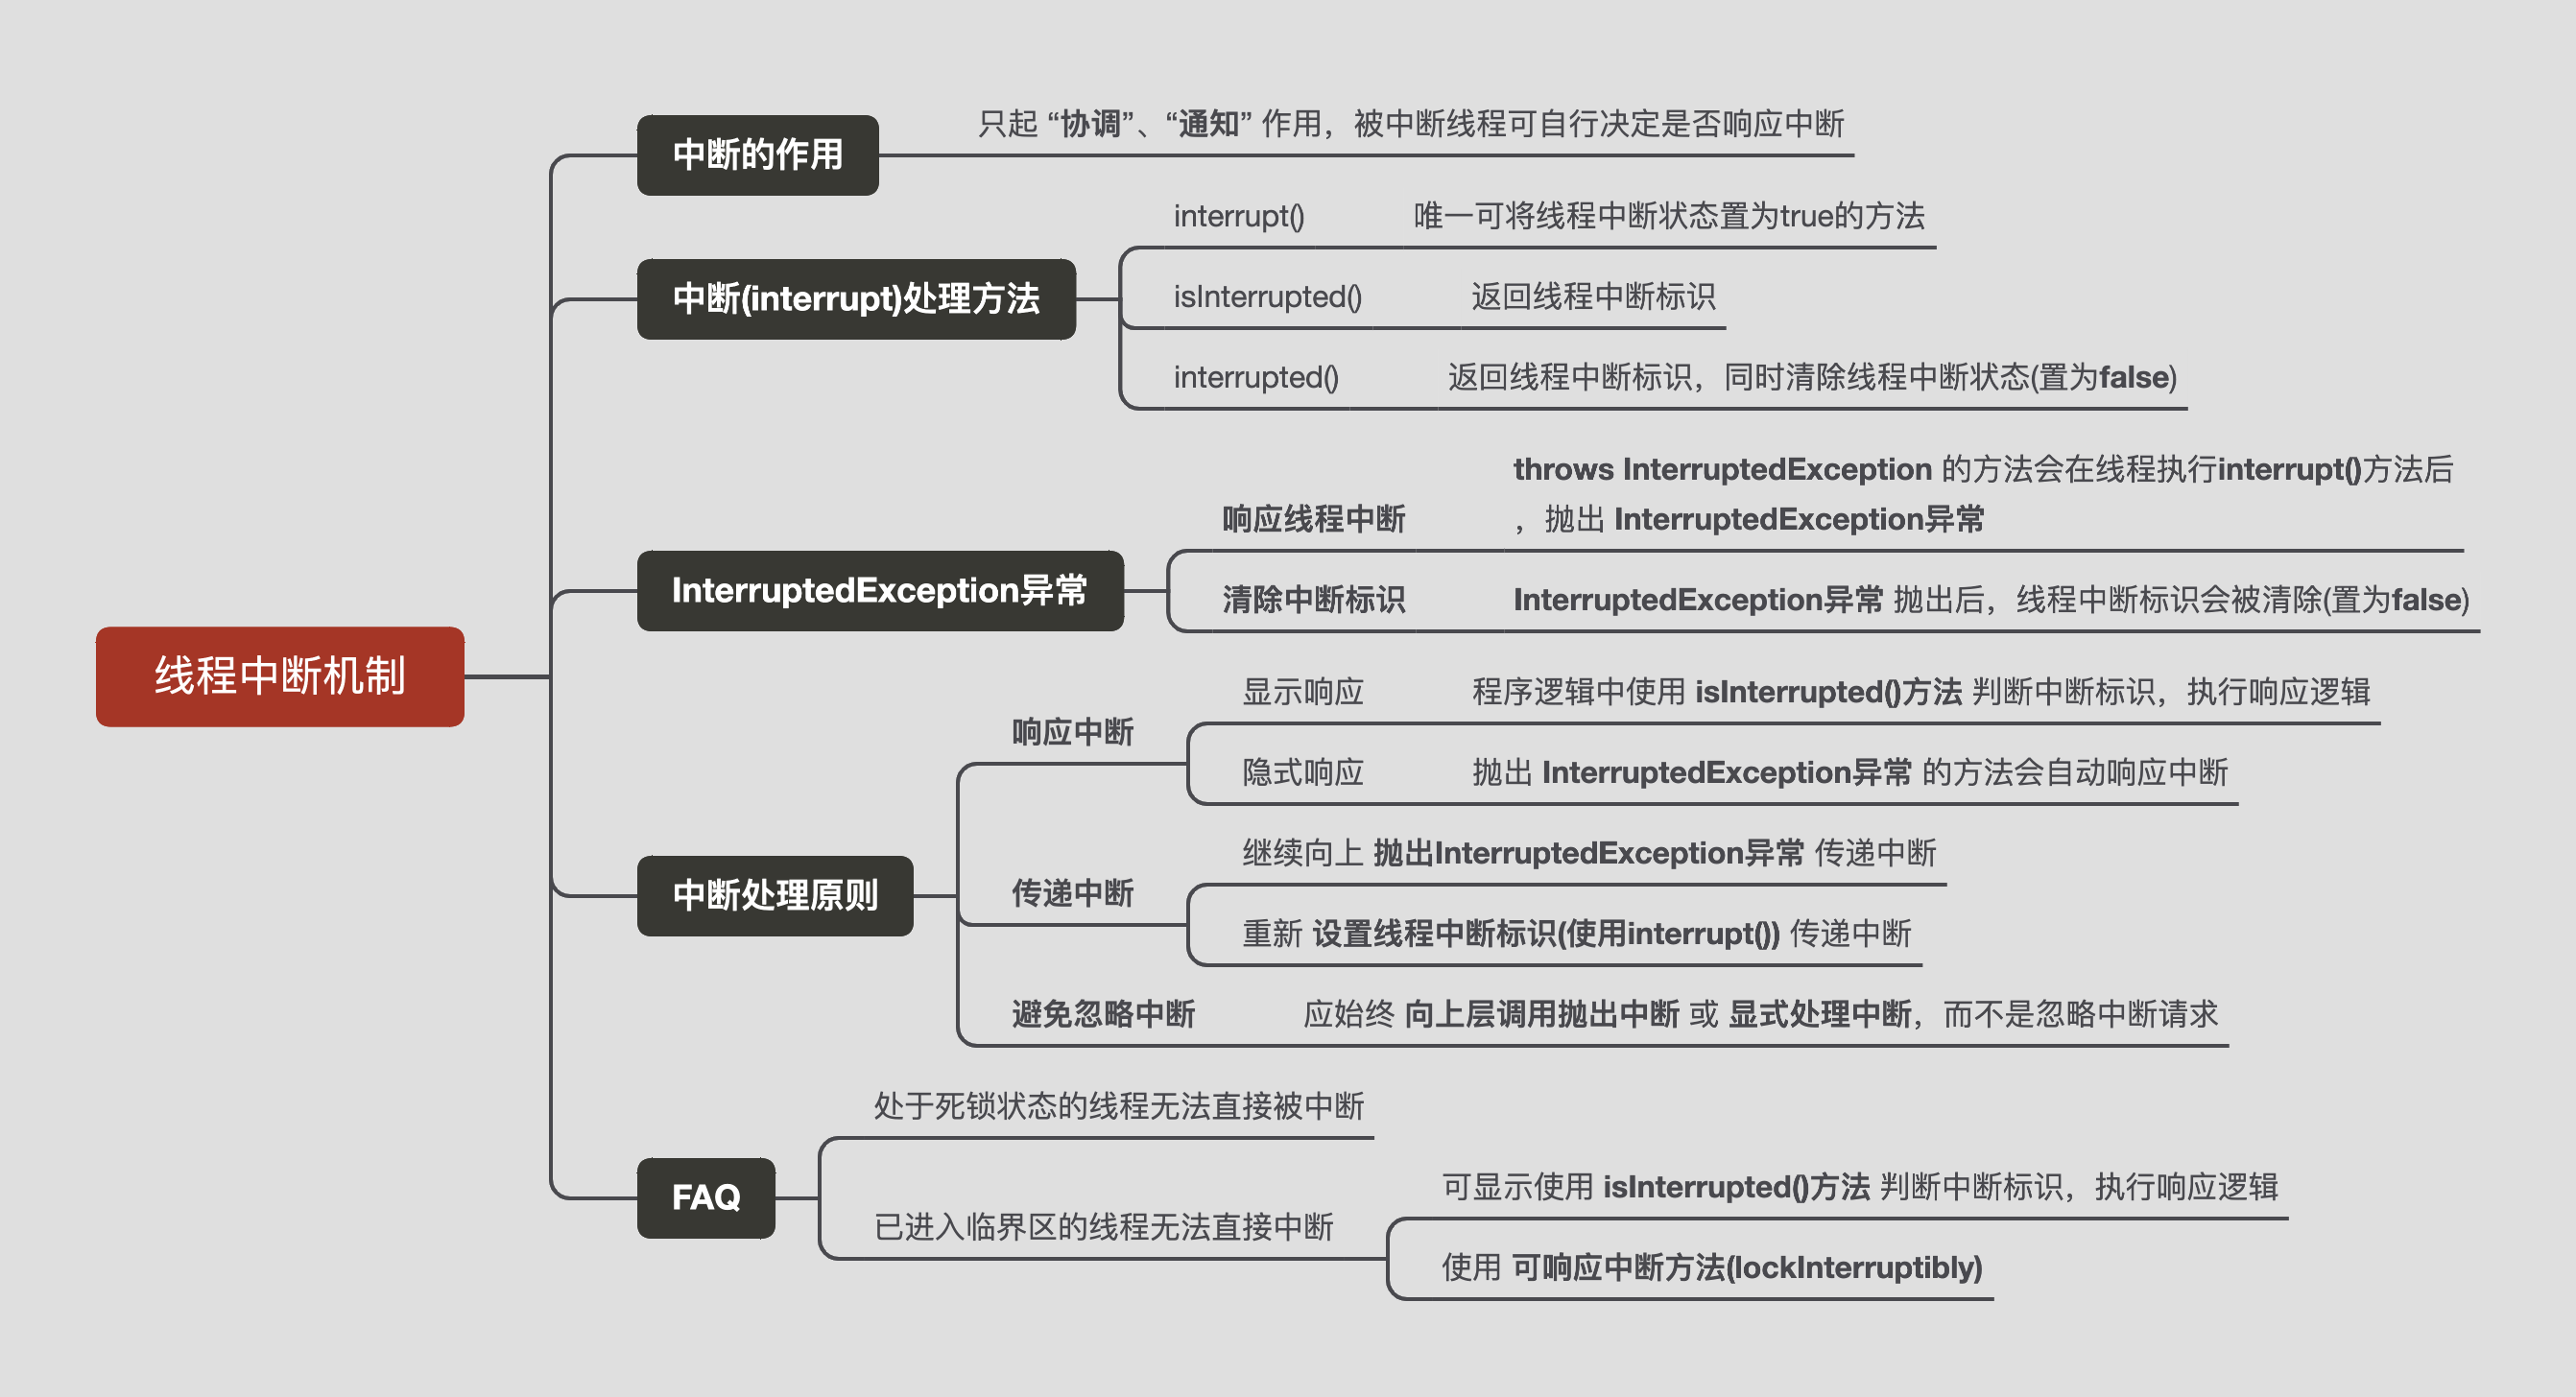 线程中断机制
中断的作用
只起 “协调”、“通知” 作用，被中断线程可自行决定是否响应中断
中断(interrupt)处理方法
interrupt()
唯一可将线程中断状态置为true的方法
isInterrupted()
返回线程中断标识
interrupted()
返回线程中断标识，同时清除线程中断状态(置为false)
InterruptedException异常
响应线程中断
throws InterruptedException 的方法会在线程执行interrupt()方法后
，抛出 InterruptedException异常
清除中断标识
InterruptedException异常 抛出后，线程中断标识会被清除(置为false)
中断处理原则
响应中断
显示响应
程序逻辑中使用 isInterrupted()方法 判断中断标识，执行响应逻辑
隐式响应
抛出 InterruptedException异常 的方法会自动响应中断
传递中断
继续向上 抛出InterruptedException异常 传递中断
重新 设置线程中断标识(使用interrupt()) 传递中断
避免忽略中断
应始终 向上层调用抛出中断 或 显式处理中断，而不是忽略中断请求
FAQ
处于死锁状态的线程无法直接被中断
已进入临界区的线程无法直接中断
可显示使用 isInterrupted()方法 判断中断标识，执行响应逻辑
使用 可响应中断方法(lockInterruptibly)